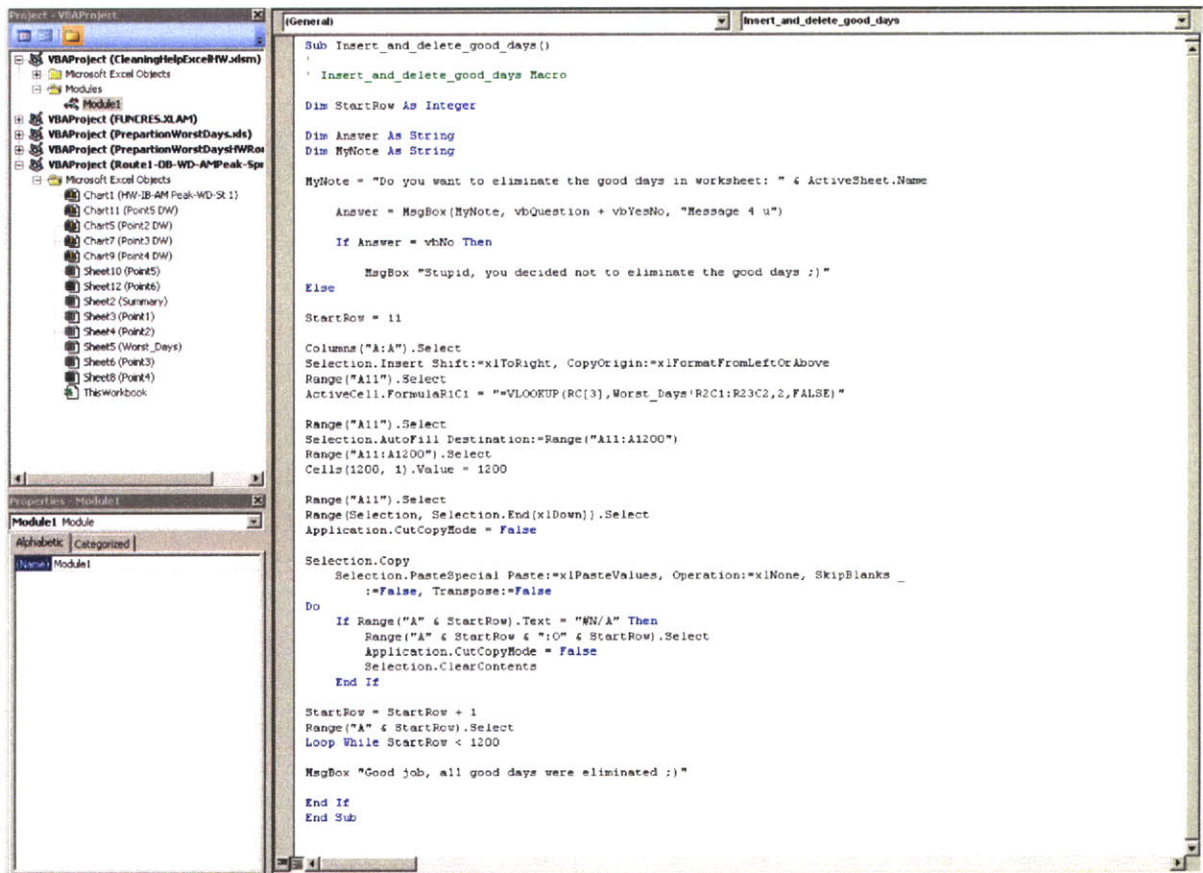 Project - VBAProject
VBAProject (CleaningHelpExcelHW.xlsm)
Microsoft Excel Objects
Modules
Module1
VBAProject (FUNCRES.XLAM)
VBAProject (PrepartionWorstDays.xls)
VBAProject (PrepartionWorstDaysHWRou
VBAProject (Route1-OB-WD-AMPeak-Spr
Microsoft Excel Objects
Chart1 (HW-IB-AM Peak-WD-St 1)
Chart11 (Point5 DW)
Chart5 (Point2 DW)
Chart7 (Point3 DW)
Chart9 (Point4 DW)
Sheet10 (Point5)
Sheet12 (Point6)
Sheet2 (Summary)
Sheet3 (Point1)
Sheet4 (Point2)
Sheet5 (Worst_Days)
Sheet6 (Point3)
Sheet8 (Point4)
ThisWorkbook
Properties - Module1
Module1 Module
Alphabetic Categorized
(Name) Module1
(General) Insert_and_delete_good_days
Sub Insert_and_delete_good_days()
'
' Insert_and_delete_good_days Macro
Dim StartRow As Integer
Dim Answer As String
Dim MyNote As String
MyNote = "Do you want to eliminate the good days in worksheet: " & ActiveSheet.Name
Answer = MsgBox(MyNote, vbQuestion + vbYesNo, "Message 4 u")
If Answer = vbNo Then
MsgBox "Stupid, you decided not to eliminate the good days ;)"
Else
StartRow = 11
Columns("A:A").Select
Selection.Insert Shift:=xlToRight, CopyOrigin:=xlFormatFromLeftOrAbove
Range("A11").Select
ActiveCell.FormulaR1C1 = "=VLOOKUP(RC[3],Worst_Days'R2C1:R23C2,2,FALSE)"
Range("A11").Select
Selection.AutoFill Destination:=Range("A11:A1200")
Range("A11:A1200").Select
Cells(1200, 1).Value = 1200
Range("A11").Select
Range(Selection, Selection.End(xlDown)).Select
Application.CutCopyMode = False
Selection.Copy
Selection.PasteSpecial Paste:=xlPasteValues, Operation:=xlNone, SkipBlanks _
:=False, Transpose:=False
Do
If Range("A" & StartRow).Text = "#N/A" Then
Range("A" & StartRow & ":O" & StartRow).Select
Application.CutCopyMode = False
Selection.ClearContents
End If
StartRow = StartRow + 1
Range("A" & StartRow).Select
Loop While StartRow < 1200
MsgBox "Good job, all good days were eliminated ;)"
End If
End Sub